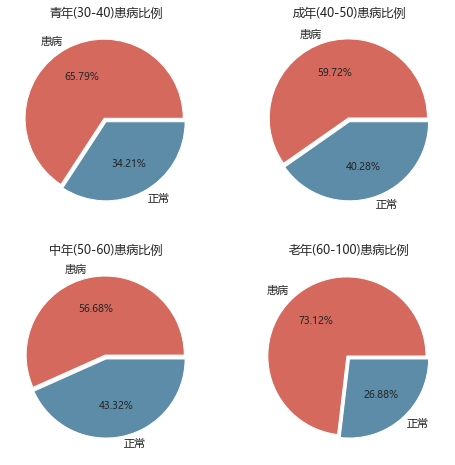 青年(30-40)患病比例
患病
65.79%
34.21%
正常
成年(40-50)患病比例
患病
59.72%
40.28%
正常
中年(50-60)患病比例
患病
56.68%
43.32%
正常
老年(60-100)患病比例
患病
73.12%
26.88%
正常